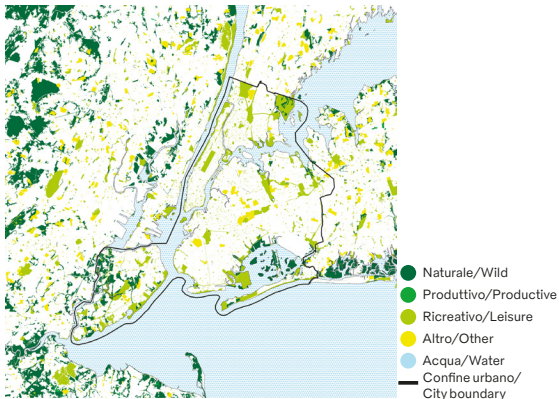 Naturale/Wild
Produttivo/Productive
Ricreativo/Leisure
Altro/Other
Acqua/Water
Confine urbano/
City boundary